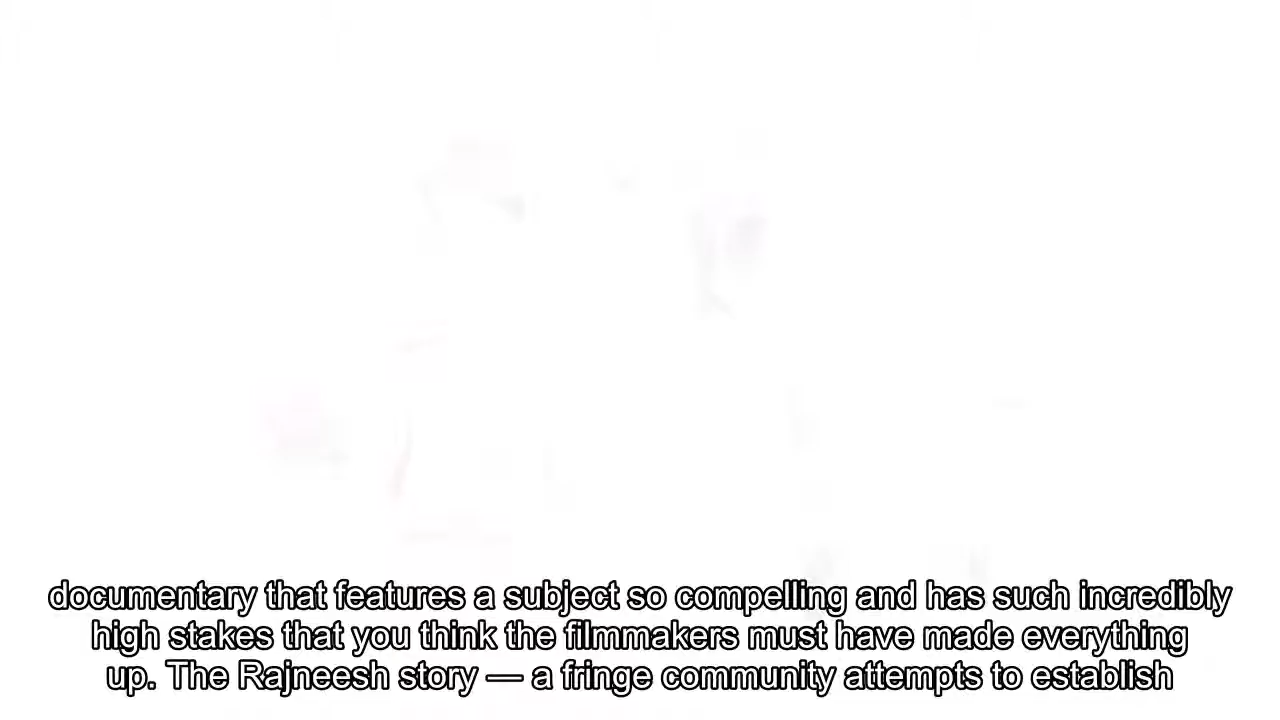 documentary that features a subject so compelling and has such incredibly
high stakes that you think the filmmakers must have made everything
up. The Rajneesh story — a fringe community attempts to establish